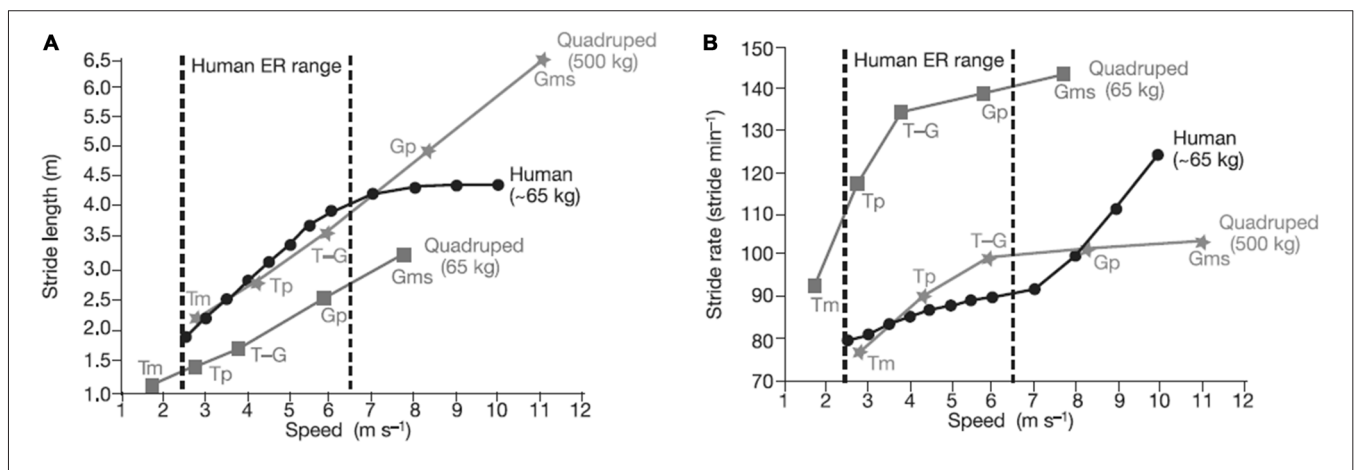 A
Stride length (m)
6.5
6.0
5.5
5.0
4.5
4.0
3.5
3.0
2.5
2.0
1.5
1.0
Human ER range
Quadruped
(500 kg)
Gms
Gp
Human
(~65 kg)
T–G
Quadruped
(65 kg)
Gms
Tm
Tp
Gp
Tm
Tp
T–G
1 2 3 4 5 6 7 8 9 10 11 12
Speed (m s⁻¹)
B
Stride rate (stride min⁻¹)
150
140
130
120
110
100
90
80
70
Human ER range
Quadruped
(65 kg)
Gms
Gp
T–G
Human
(~65 kg)
Tp
Quadruped
(500 kg)
T–G
Gp
Gms
Tp
Tm
Tm
1 2 3 4 5 6 7 8 9 10 11 12
Speed (m s⁻¹)